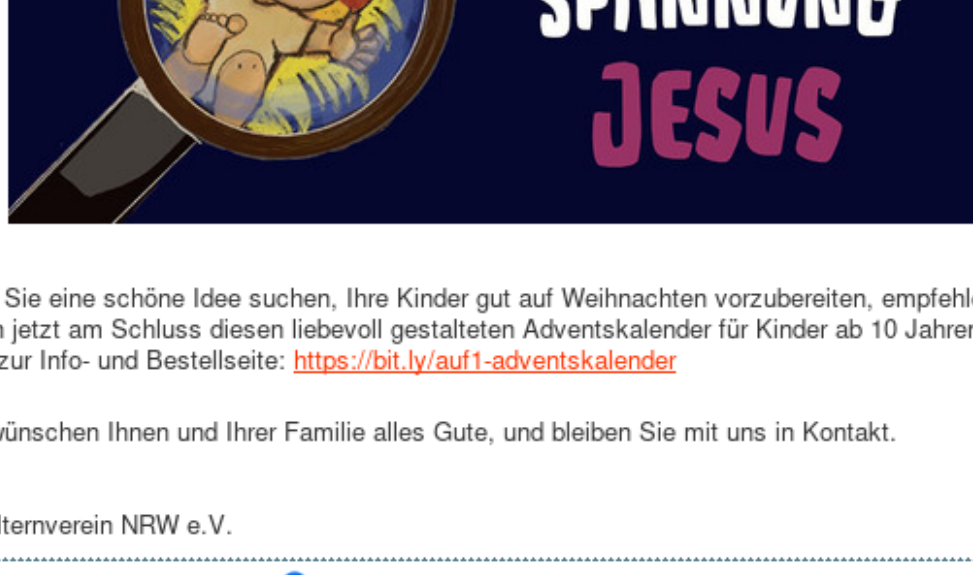 SPANNUNG
JESUS
Sie eine schöne Idee suchen, Ihre Kinder gut auf Weihnachten vorzubereiten,
jetzt am Schluss diesen liebevoll gestalteten Adventskalender für Kinder ab 10 Jahren
zur Info- und Bestellseite: https://bit.ly/auf1-adventskalender
wünschen Ihnen und Ihrer Familie alles Gute, und bleiben Sie mit uns in Kontakt.
lternverein NRW e.V.